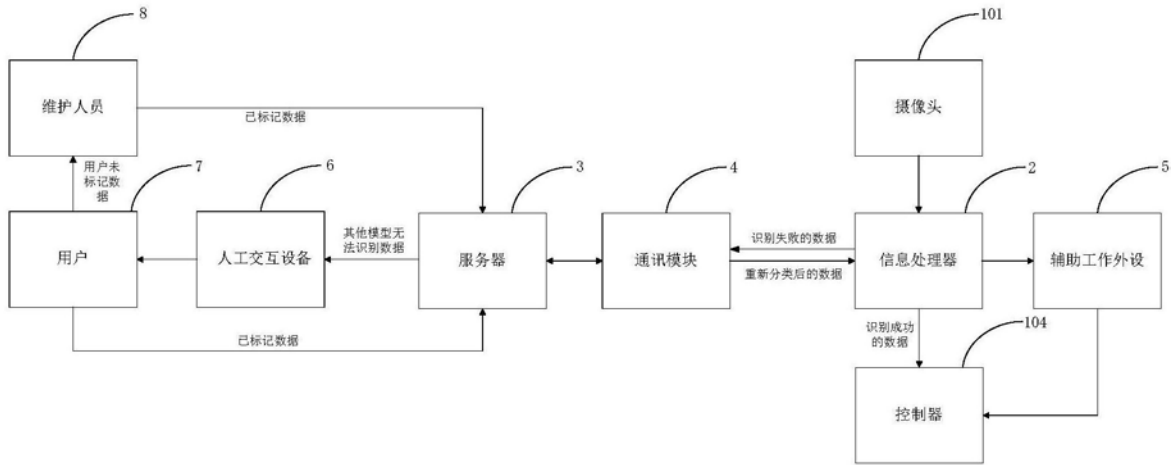 8
101
维护人员
已标记数据
摄像头
用户未
标记数
据
7
6
3
4
2
5
用户
人工交互设备
其他模型无
法识别数据
服务器
通讯模块
识别失败的数据
重新分类后的数据
信息处理器
辅助工作外设
已标记数据
识别成功
的数据
104
控制器